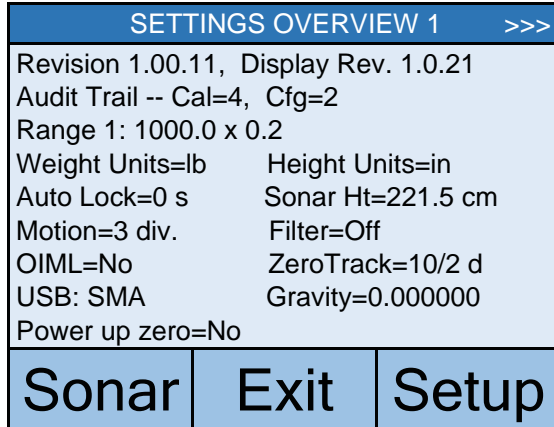 SETTINGS OVERVIEW 1 >>>
Revision 1.00.11, Display Rev. 1.0.21
Audit Trail -- Cal=4, Cfg=2
Range 1: 1000.0 x 0.2
Weight Units=lb Height Units=in
Auto Lock=0 s Sonar Ht=221.5 cm
Motion=3 div. Filter=Off
OIML=No ZeroTrack=10/2 d
USB: SMA Gravity=0.000000
Power up zero=No
Sonar Exit Setup